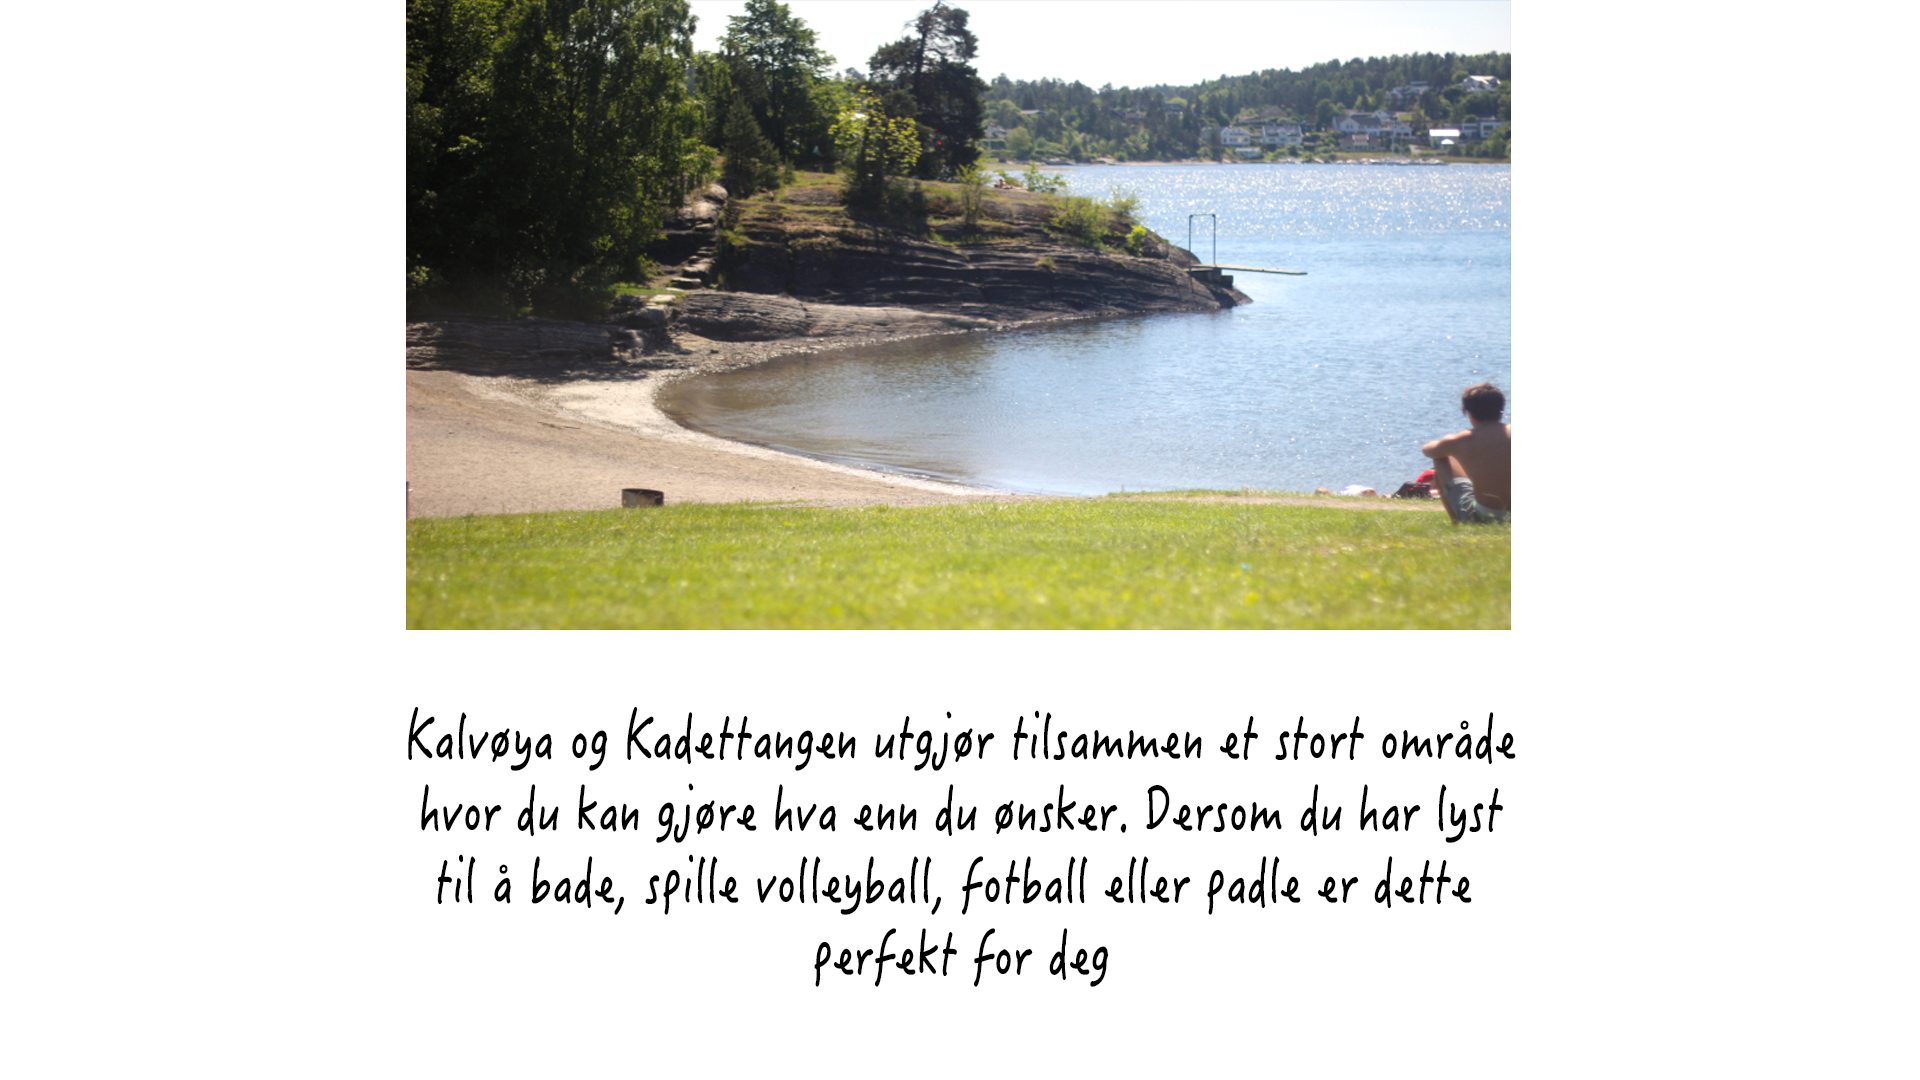 Kalvøya og Kadettangen utgjør tilsammen et stort område
hvor du kan gjøre hva enn du ønsker. Dersom du har lyst
til å bade, spille volleyball, fotball eller padle er dette
perfekt for deg